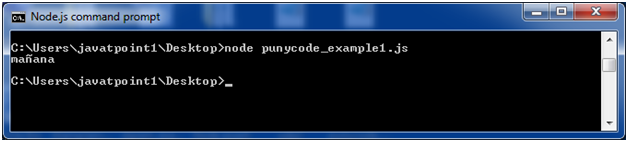 Node.js command prompt
C:\Users\javatpoint1\Desktop>node punycode_example1.js
mañana
C:\Users\javatpoint1\Desktop>_